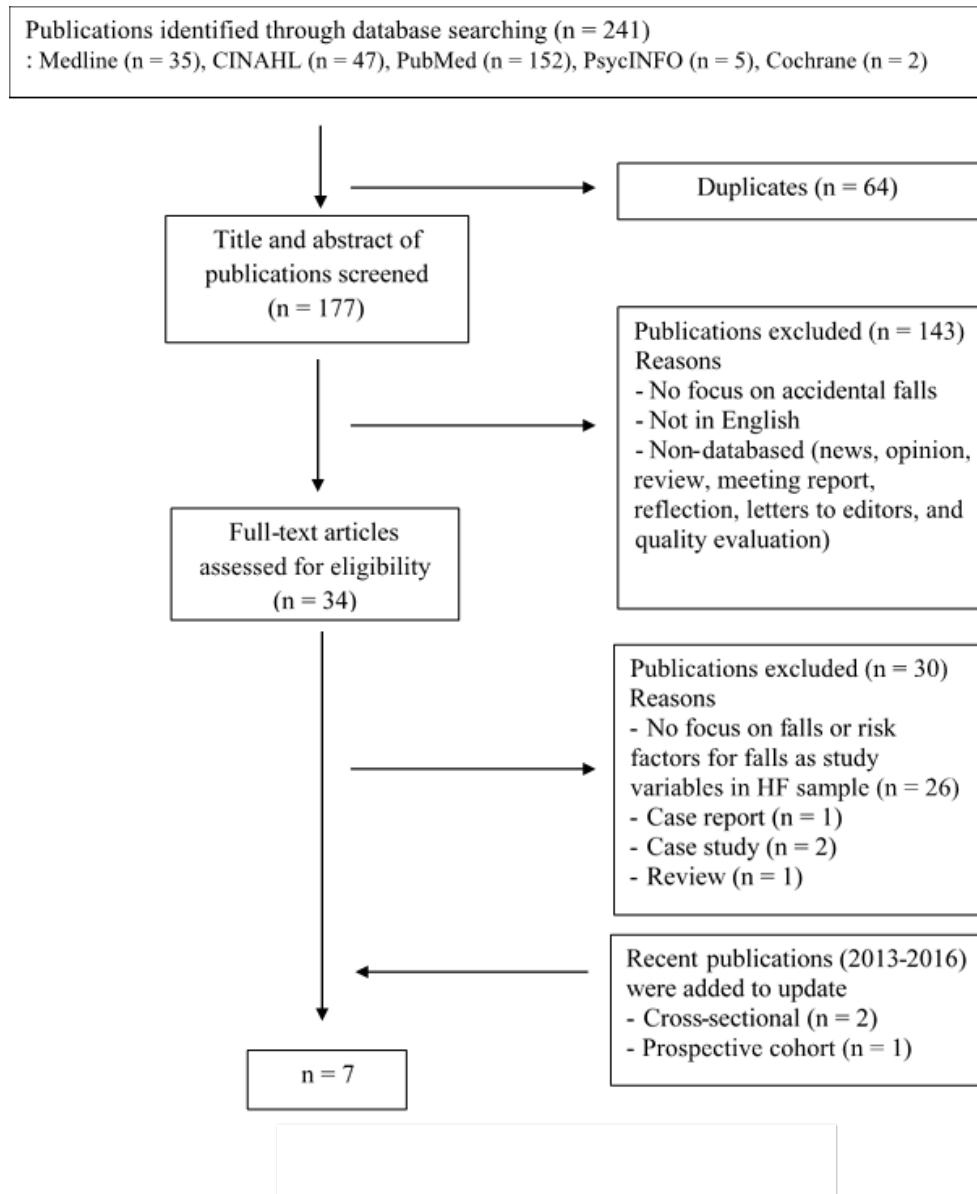 Publications identified through database searching (n = 241)
: Medline (n = 35), CINAHL (n = 47), PubMed (n = 152), PsycINFO (n = 5), Cochrane (n = 2)
Duplicates (n = 64)
Title and abstract of
publications screened
(n = 177)
Publications excluded (n = 143)
Reasons
- No focus on accidental falls
- Not in English
- Non-databased (news, opinion,
review, meeting report,
reflection, letters to editors, and
quality evaluation)
Full-text articles
assessed for eligibility
(n = 34)
Publications excluded (n = 30)
Reasons
- No focus on falls or risk
factors for falls as study
variables in HF sample (n = 26)
- Case report (n = 1)
- Case study (n = 2)
- Review (n = 1)
Recent publications (2013-2016)
were added to update
- Cross-sectional (n = 2)
- Prospective cohort (n = 1)
n = 7